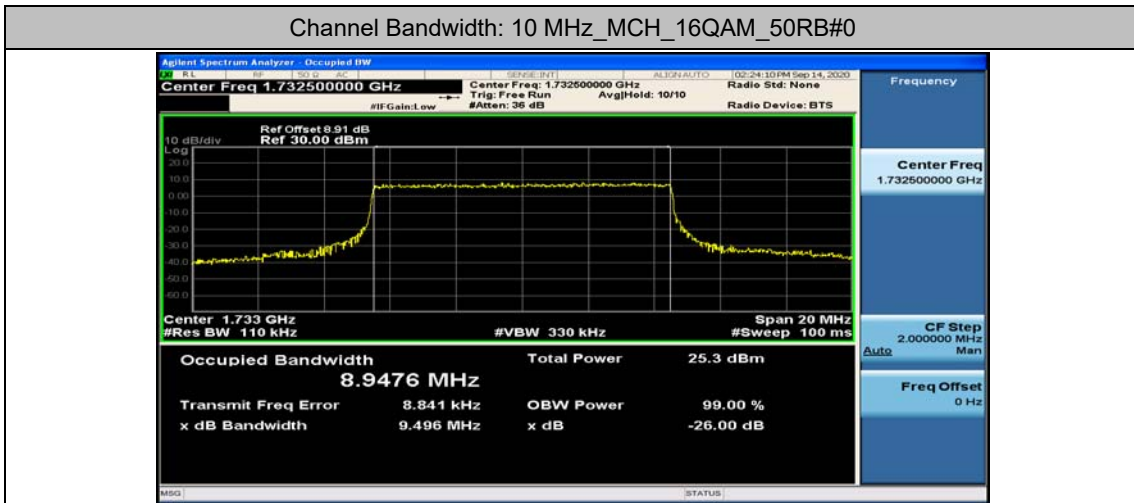 Channel Bandwidth: 10 MHz_MCH_16QAM_50RB#0
Agilent Spectrum Analyzer - Occupied BW
RL RF 50 Ω AC SENSE:INT ALIGN AUTO 02:24:10 PM Sep 14, 2020
Center Freq 1.732500000 GHz
Center Freq: 1.732500000 GHz
Radio Std: None
Trig: Free Run Avg|Hold: 10/10
#IFGain:Low #Atten: 36 dB Radio Device: BTS
Ref Offset 8.91 dB
10 dB/div Ref 30.00 dBm
Log
20.0
10.0
0.00
-10.0
-20.0
-30.0
-40.0
-50.0
-60.0
Center 1.733 GHz Span 20 MHz
#Res BW 110 kHz #VBW 330 kHz #Sweep 100 ms
Occupied Bandwidth Total Power 25.3 dBm
8.9476 MHz
Transmit Freq Error 8.841 kHz OBW Power 99.00 %
x dB Bandwidth 9.496 MHz x dB -26.00 dB
MSG STATUS
Frequency
Center Freq
1.732500000 GHz
CF Step
2.000000 MHz
Auto Man
Freq Offset
0 Hz